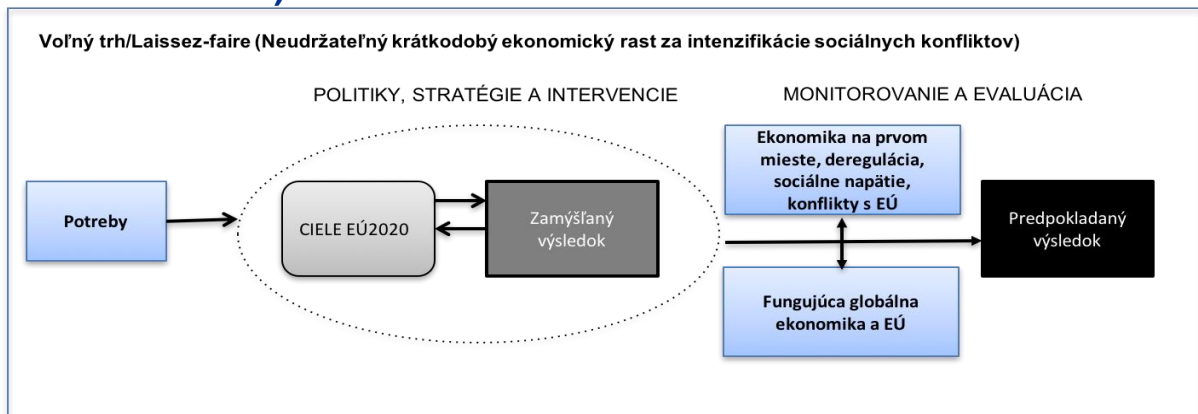 Voľný trh/Laissez-faire (Neudržateľný krátkodobý ekonomický rast za intenzifikácie sociálnych konfliktov)
POLITIKY, STRATÉGIE A INTERVENCIE
MONITOROVANIE A EVALUÁCIA
Potreby
CIELE EÚ2020
Zamýšľaný
výsledok
Ekonomika na prvom
mieste, deregulácia,
sociálne napätie,
konflikty s EÚ
Fungujúca globálna
ekonomika a EÚ
Predpokladaný
výsledok